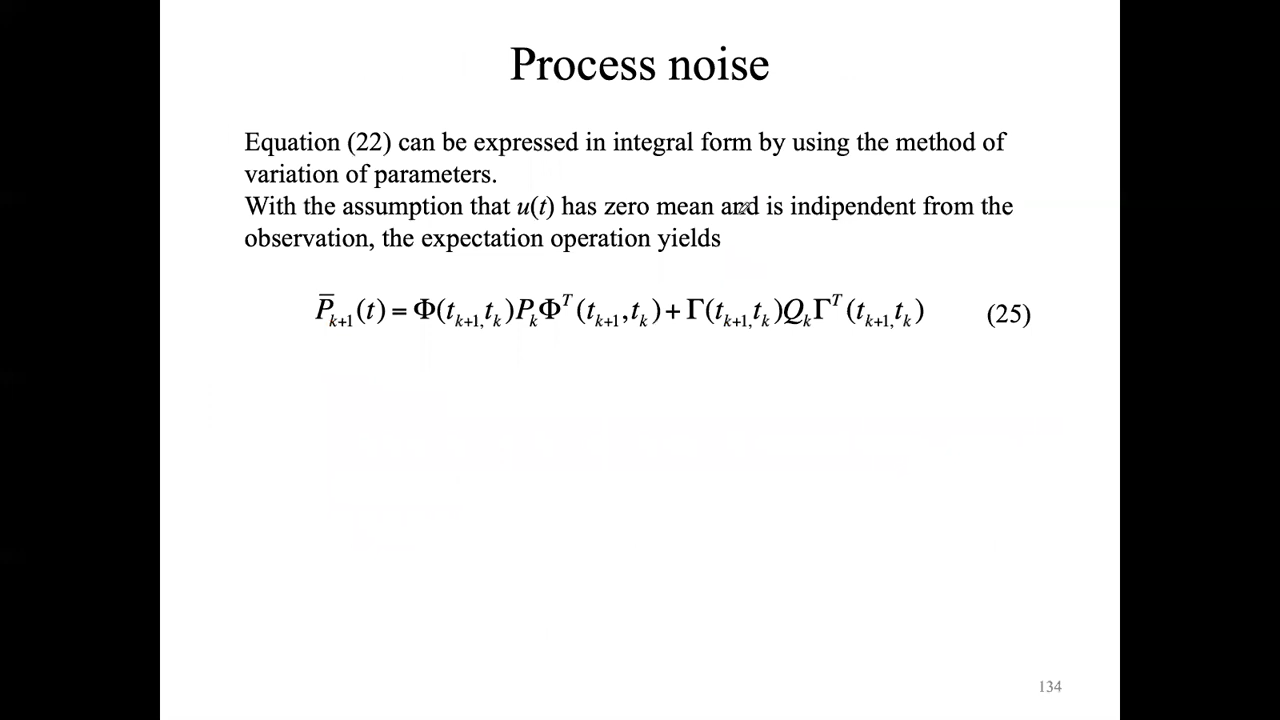 Process noise
Equation (22) can be expressed in integral form by using the method of
variation of parameters.
With the assumption that u(t) has zero mean and is indipendent from the
observation, the expectation operation yields
P̅ₖ₊₁(t) = Φ(tₖ₊₁,tₖ)PₖΦᵀ(tₖ₊₁,tₖ) + Γ(tₖ₊₁,tₖ)QₖΓᵀ(tₖ₊₁,tₖ) (25)
134